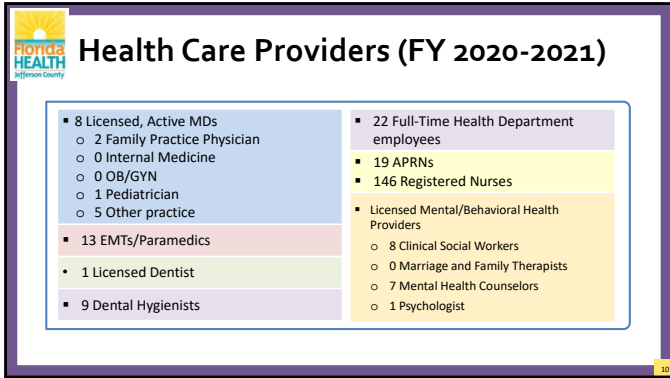 Florida
HEALTH
Jefferson County
Health Care Providers (FY 2020-2021)
▪ 8 Licensed, Active MDs
o 2 Family Practice Physician
o 0 Internal Medicine
o 0 OB/GYN
o 1 Pediatrician
o 5 Other practice
▪ 13 EMTs/Paramedics
• 1 Licensed Dentist
▪ 9 Dental Hygienists
▪ 22 Full-Time Health Department
employees
▪ 19 APRNs
▪ 146 Registered Nurses
▪ Licensed Mental/Behavioral Health
Providers
o 8 Clinical Social Workers
o 0 Marriage and Family Therapists
o 7 Mental Health Counselors
o 1 Psychologist
10